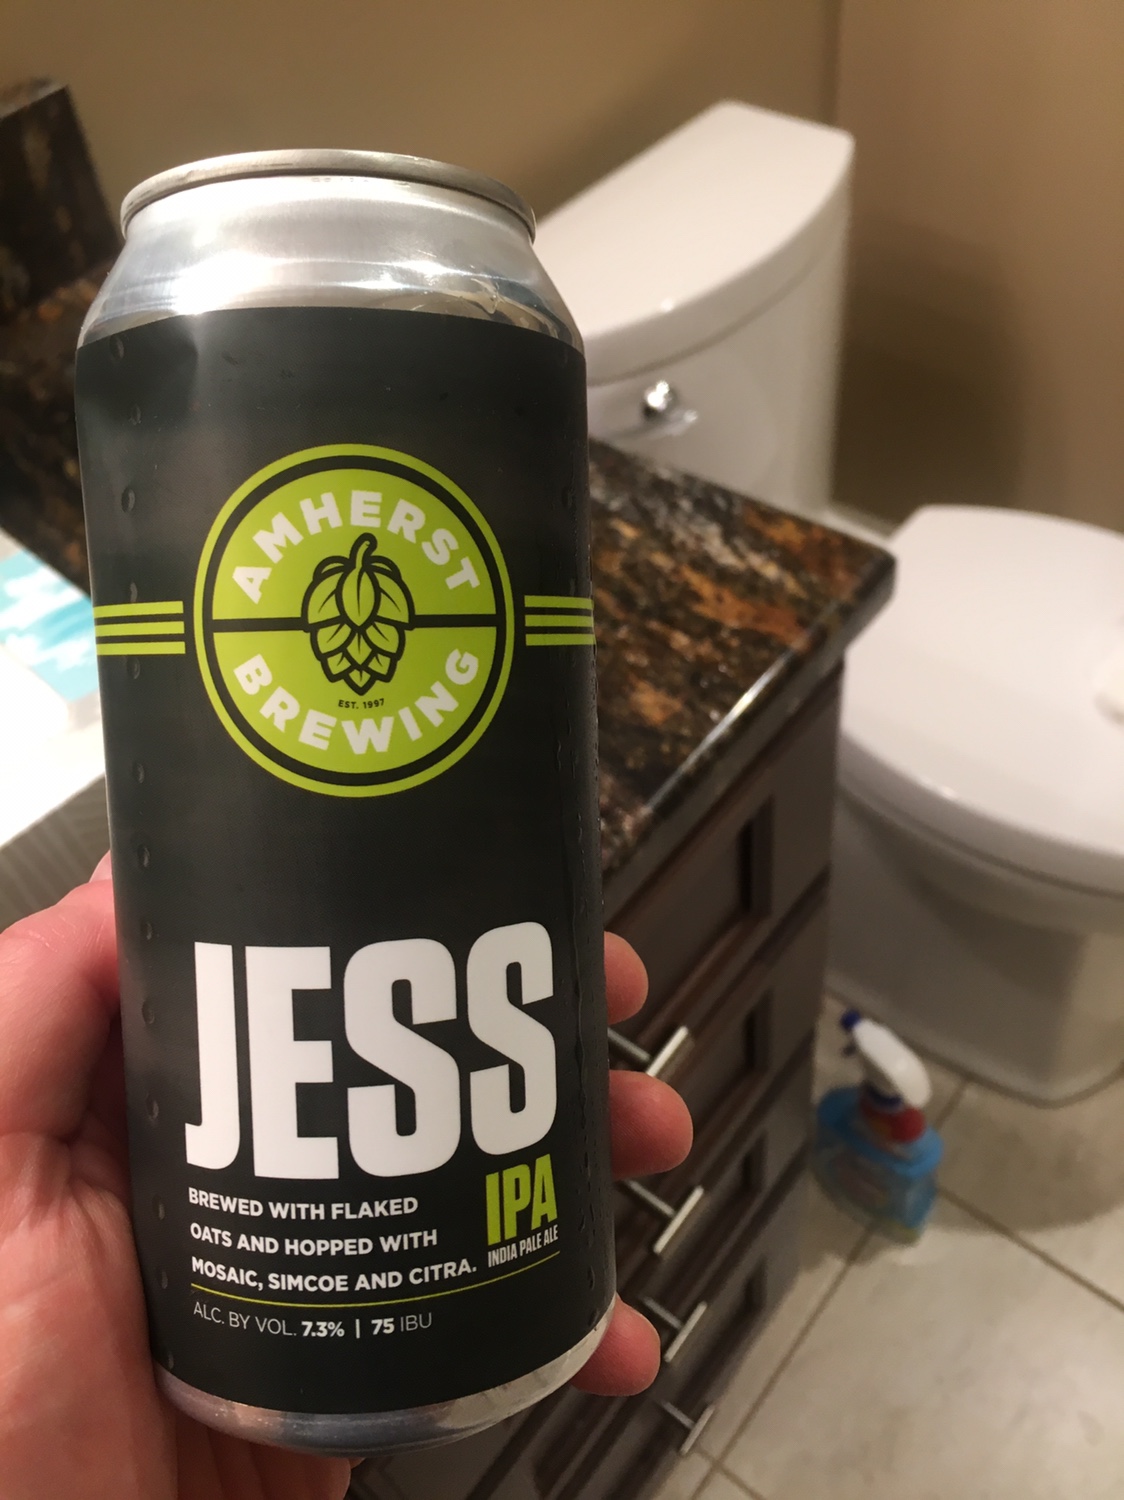 AMHERST
EST. 1997
BREWING
JESS
BREWED WITH FLAKED
OATS AND HOPPED WITH
MOSAIC, SIMCOE AND CITRA.
IPA
INDIA PALE ALE
ALC. BY VOL. 7.3% | 75 IBU